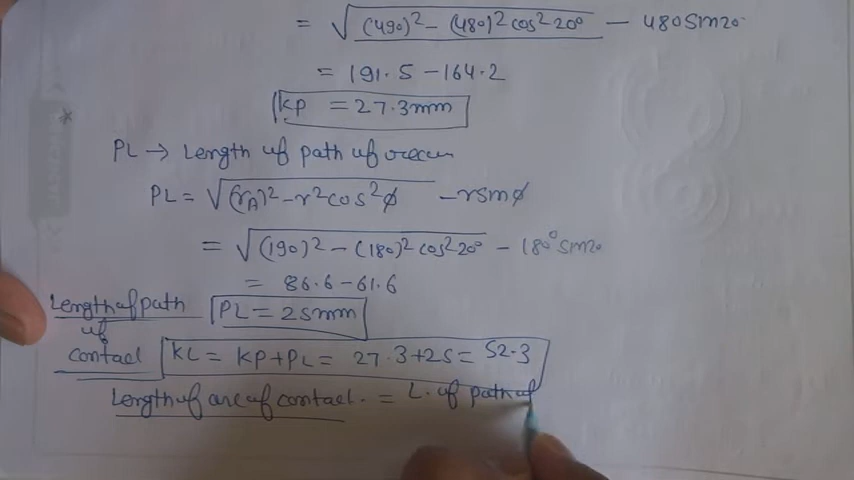 = √(490)² - (480)² cos² 20° - 480 sin 20°
= 191.5 - 164.2
KP = 27.3mm
PL → Length of path of recess
PL = √(rA)² - r² cos² φ - r sin φ
= √(190)² - (180)² cos² 20° - 180° sin 20
= 86.6 - 61.6
PL = 25mm
Length of path of contact
KL = KP + PL = 27.3 + 25 = 52.3
Length of arc of contact. = L. of path of